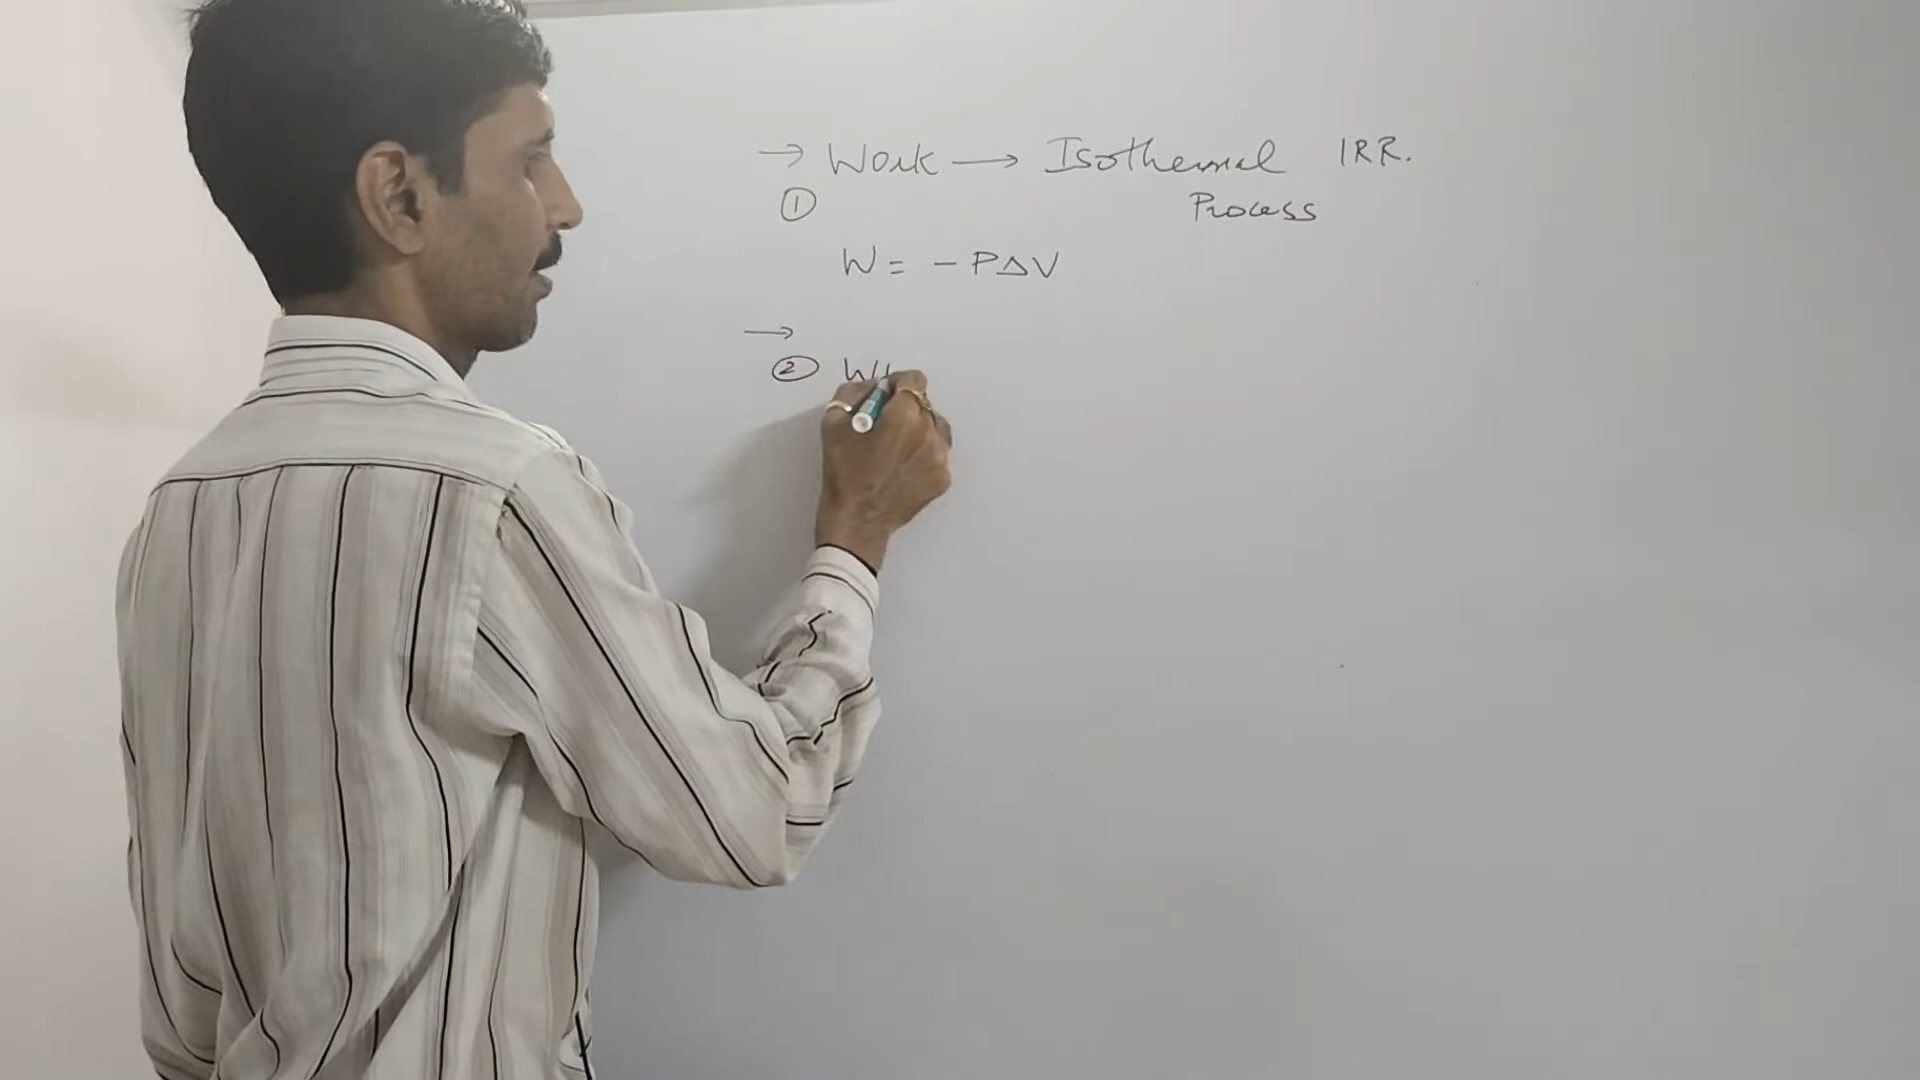 → Work → Isothermal IRR.
① Process
W = - PΔV
→
②